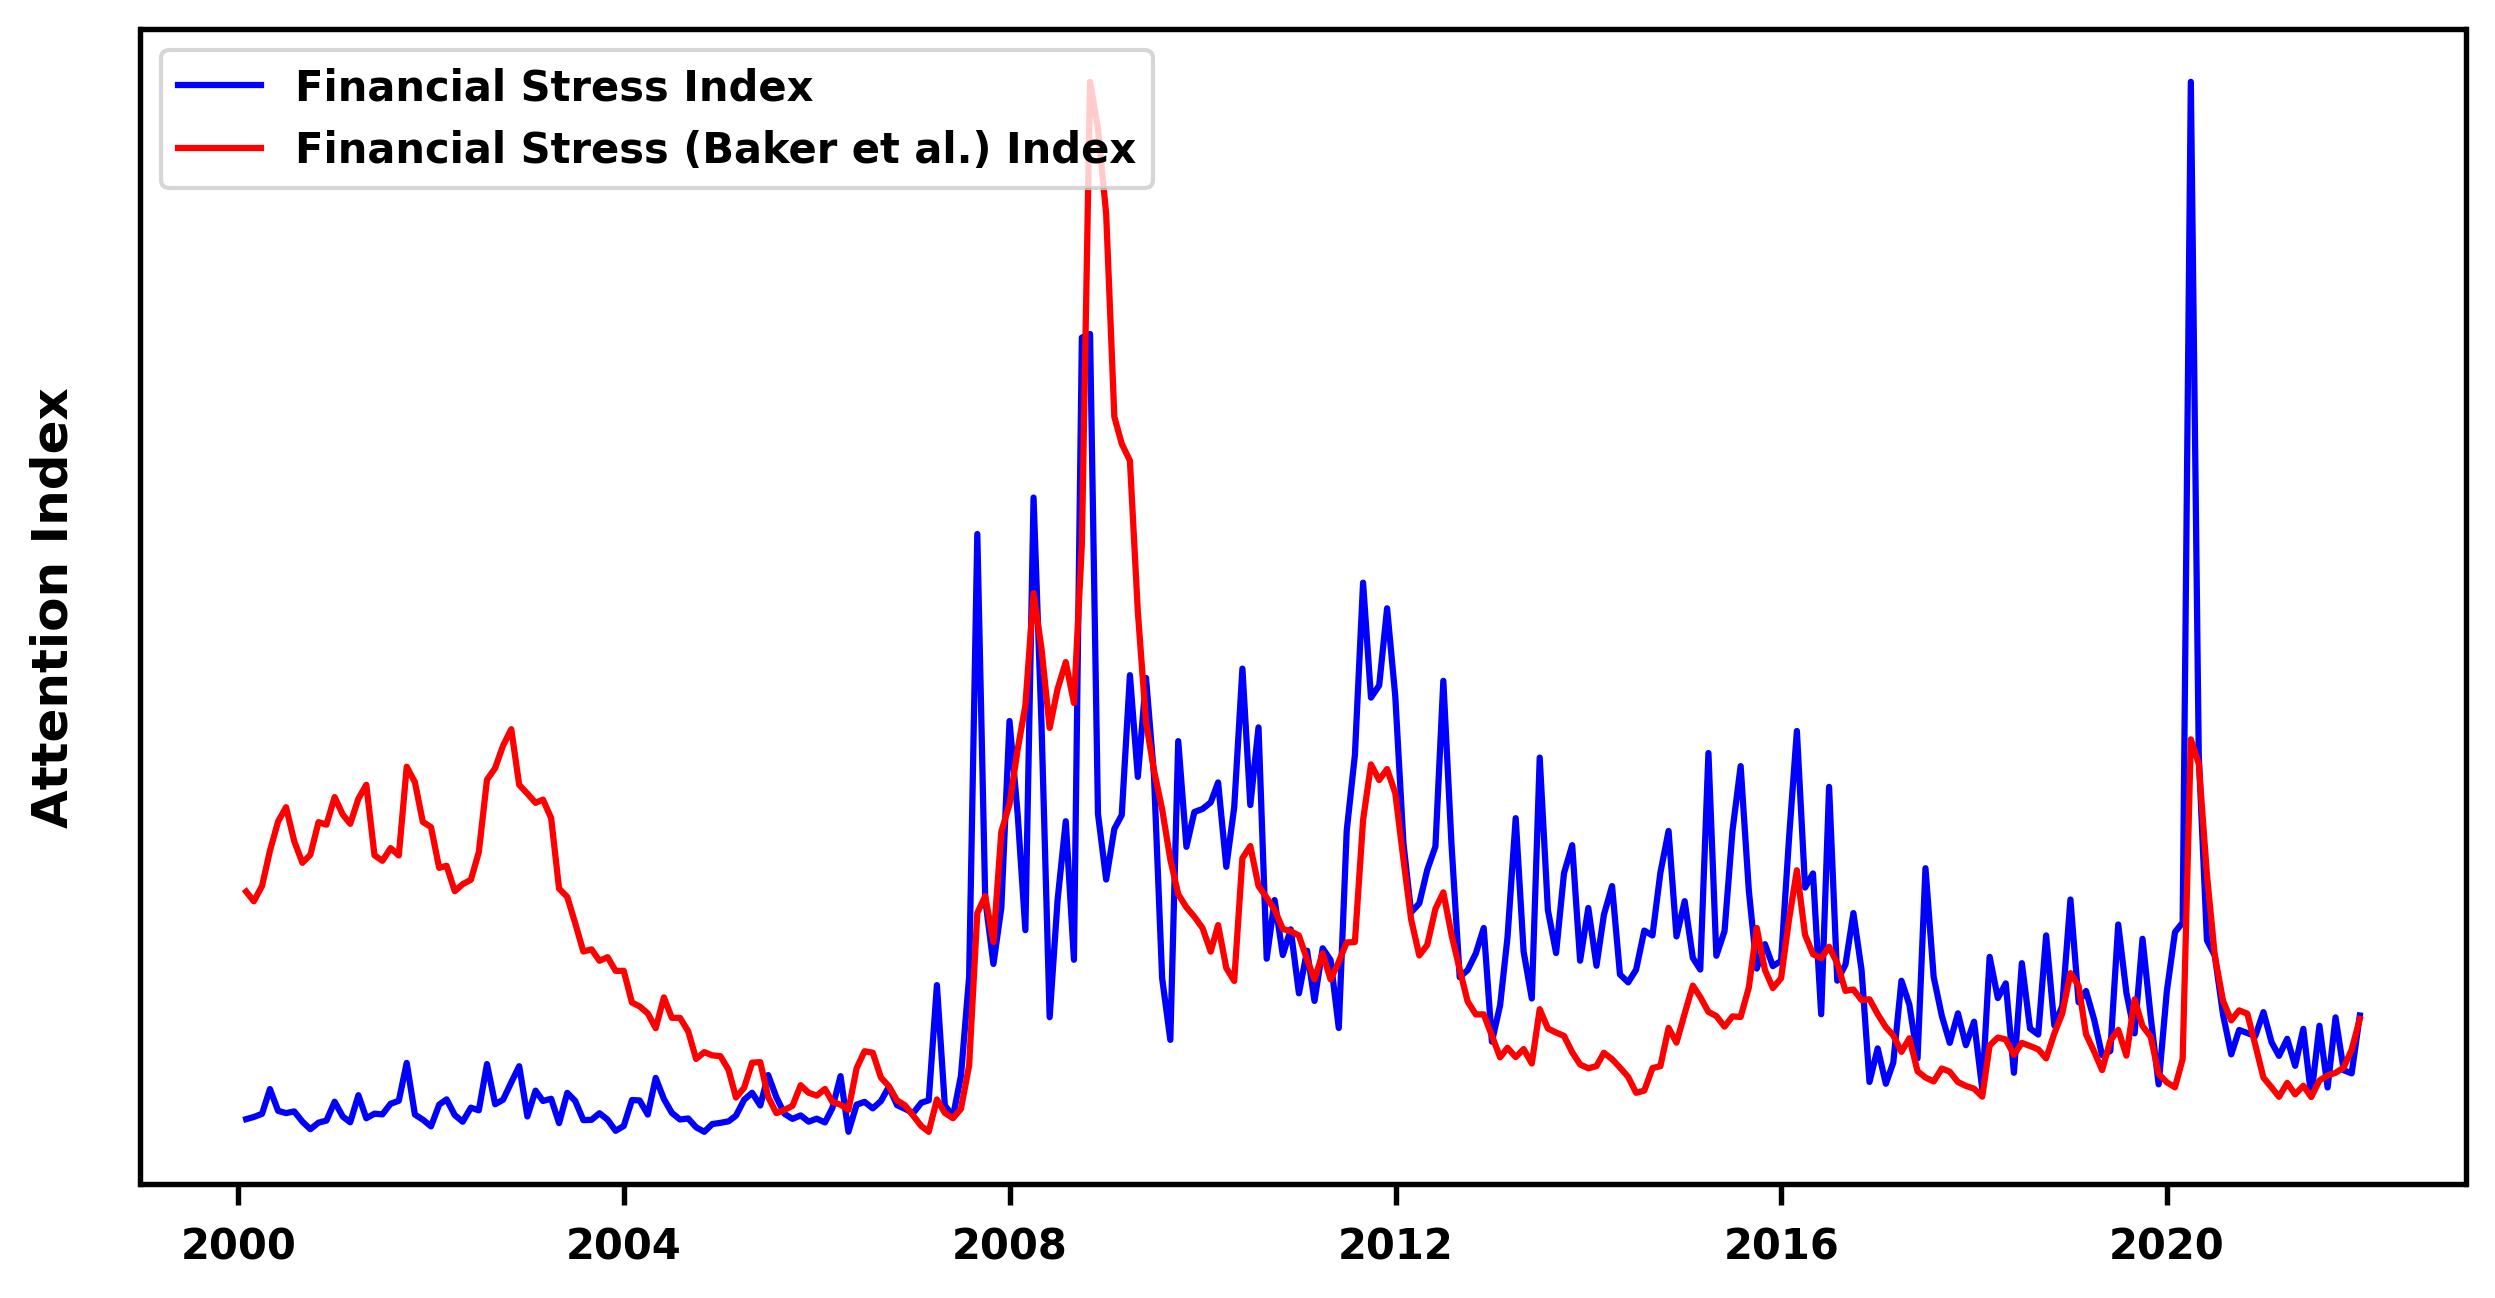 Financial Stress Index
Financial Stress (Baker et al.) Index
Attention Index
2000 2004 2008 2012 2016 2020